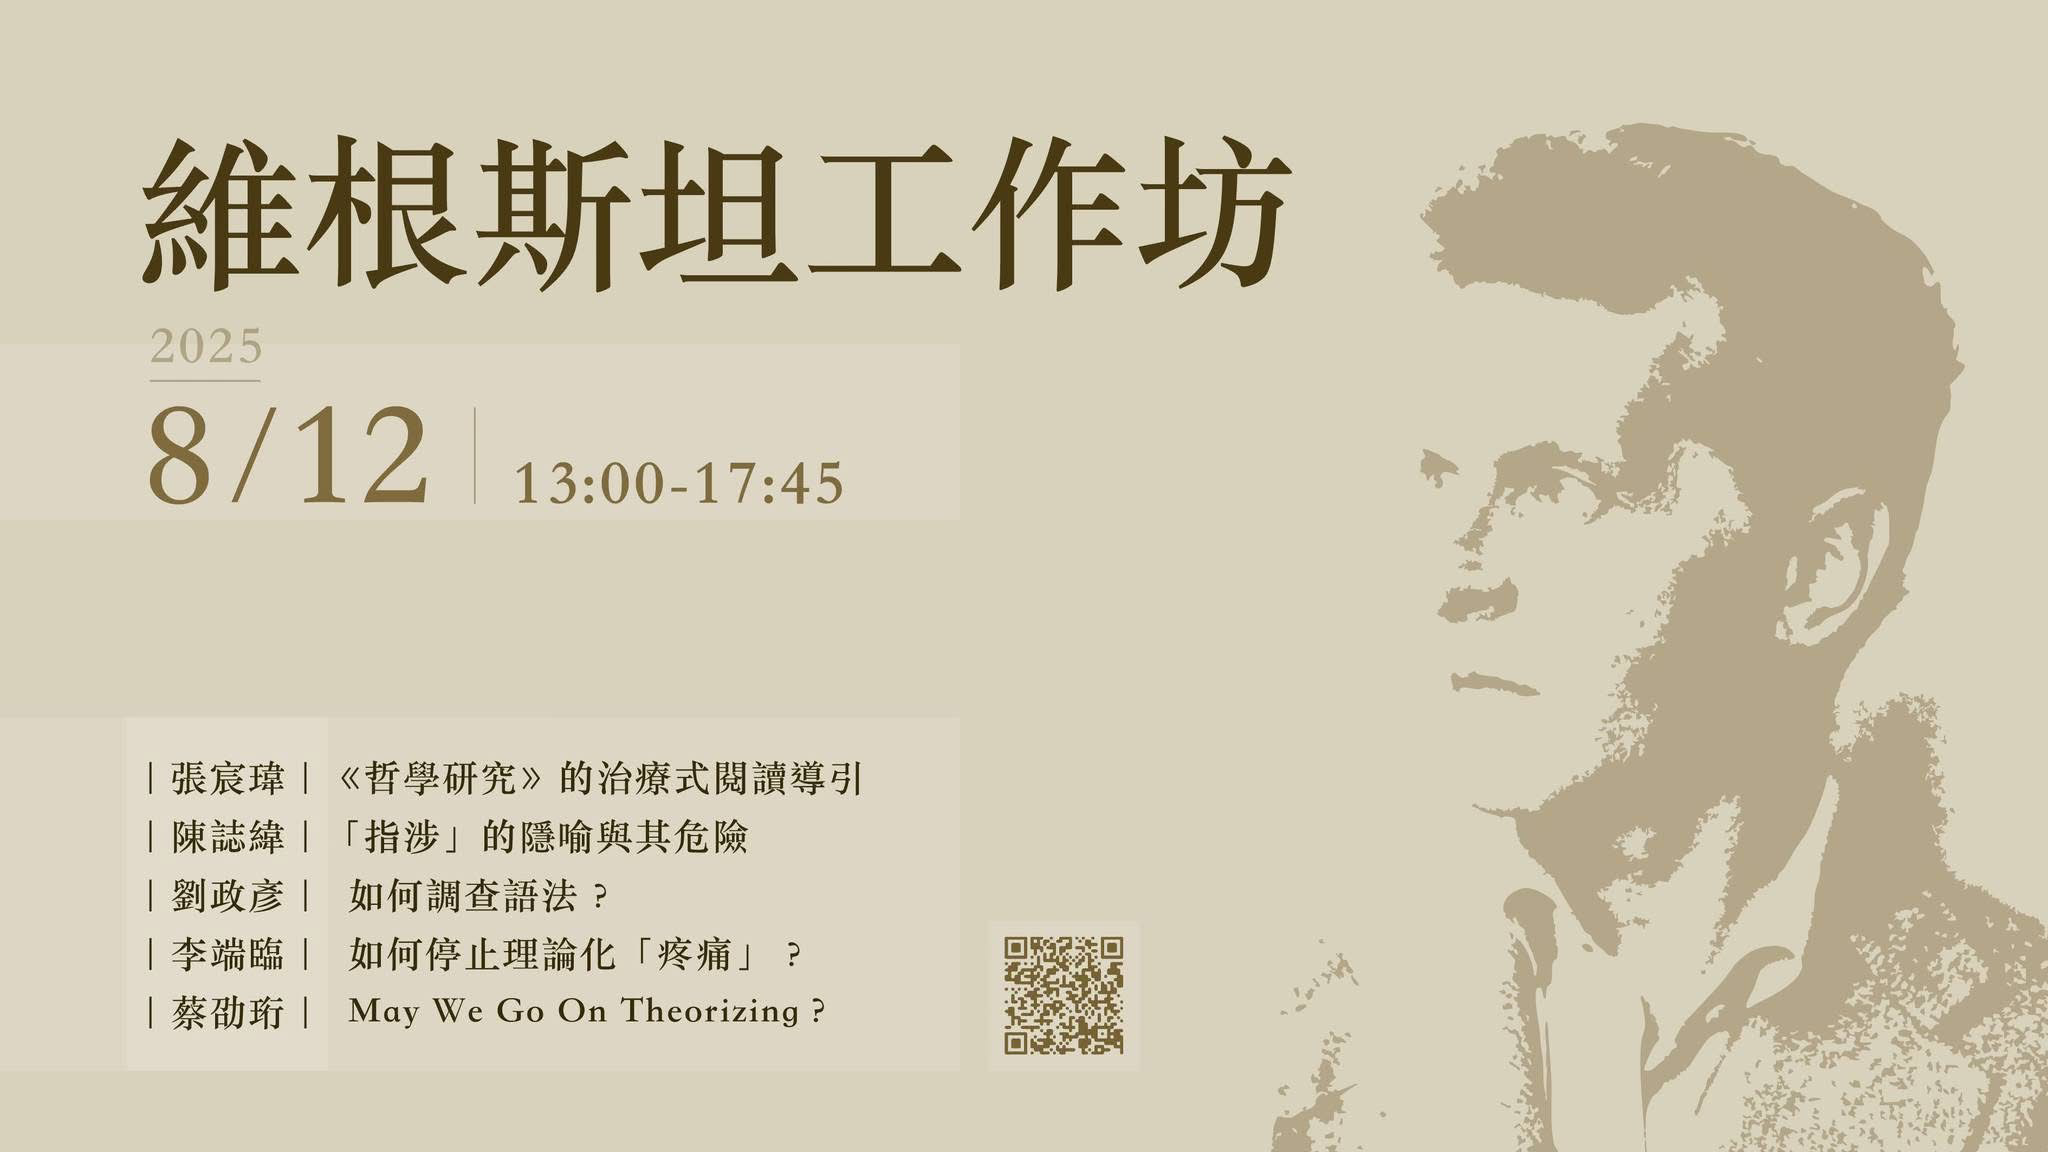 維根斯坦工作坊
2025
8/12 | 13:00-17:45
| 張宸瑋 | 《哲學研究》的治療式閱讀導引
| 陳誌緯 | 「指涉」的隱喻與其危險
| 劉政彥 | 如何調查語法？
| 李端臨 | 如何停止理論化「疼痛」？
| 蔡劭珩 | May We Go On Theorizing？